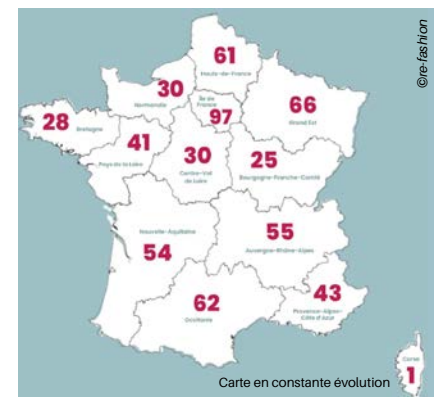 ©re-fashion
61
Hauts-de-France
30
Normandie
Île de
France
97
66
Grand Est
28
Bretagne
41
Pays de la Loire
30
Centre-Val
de Loire
25
Bourgogne-Franche-Comté
Nouvelle-Aquitaine
54
55
Auvergne-Rhône-Alpes
62
Occitanie
43
Provence-Alpes-
Côte d'Azur
Corse
1
Carte en constante évolution